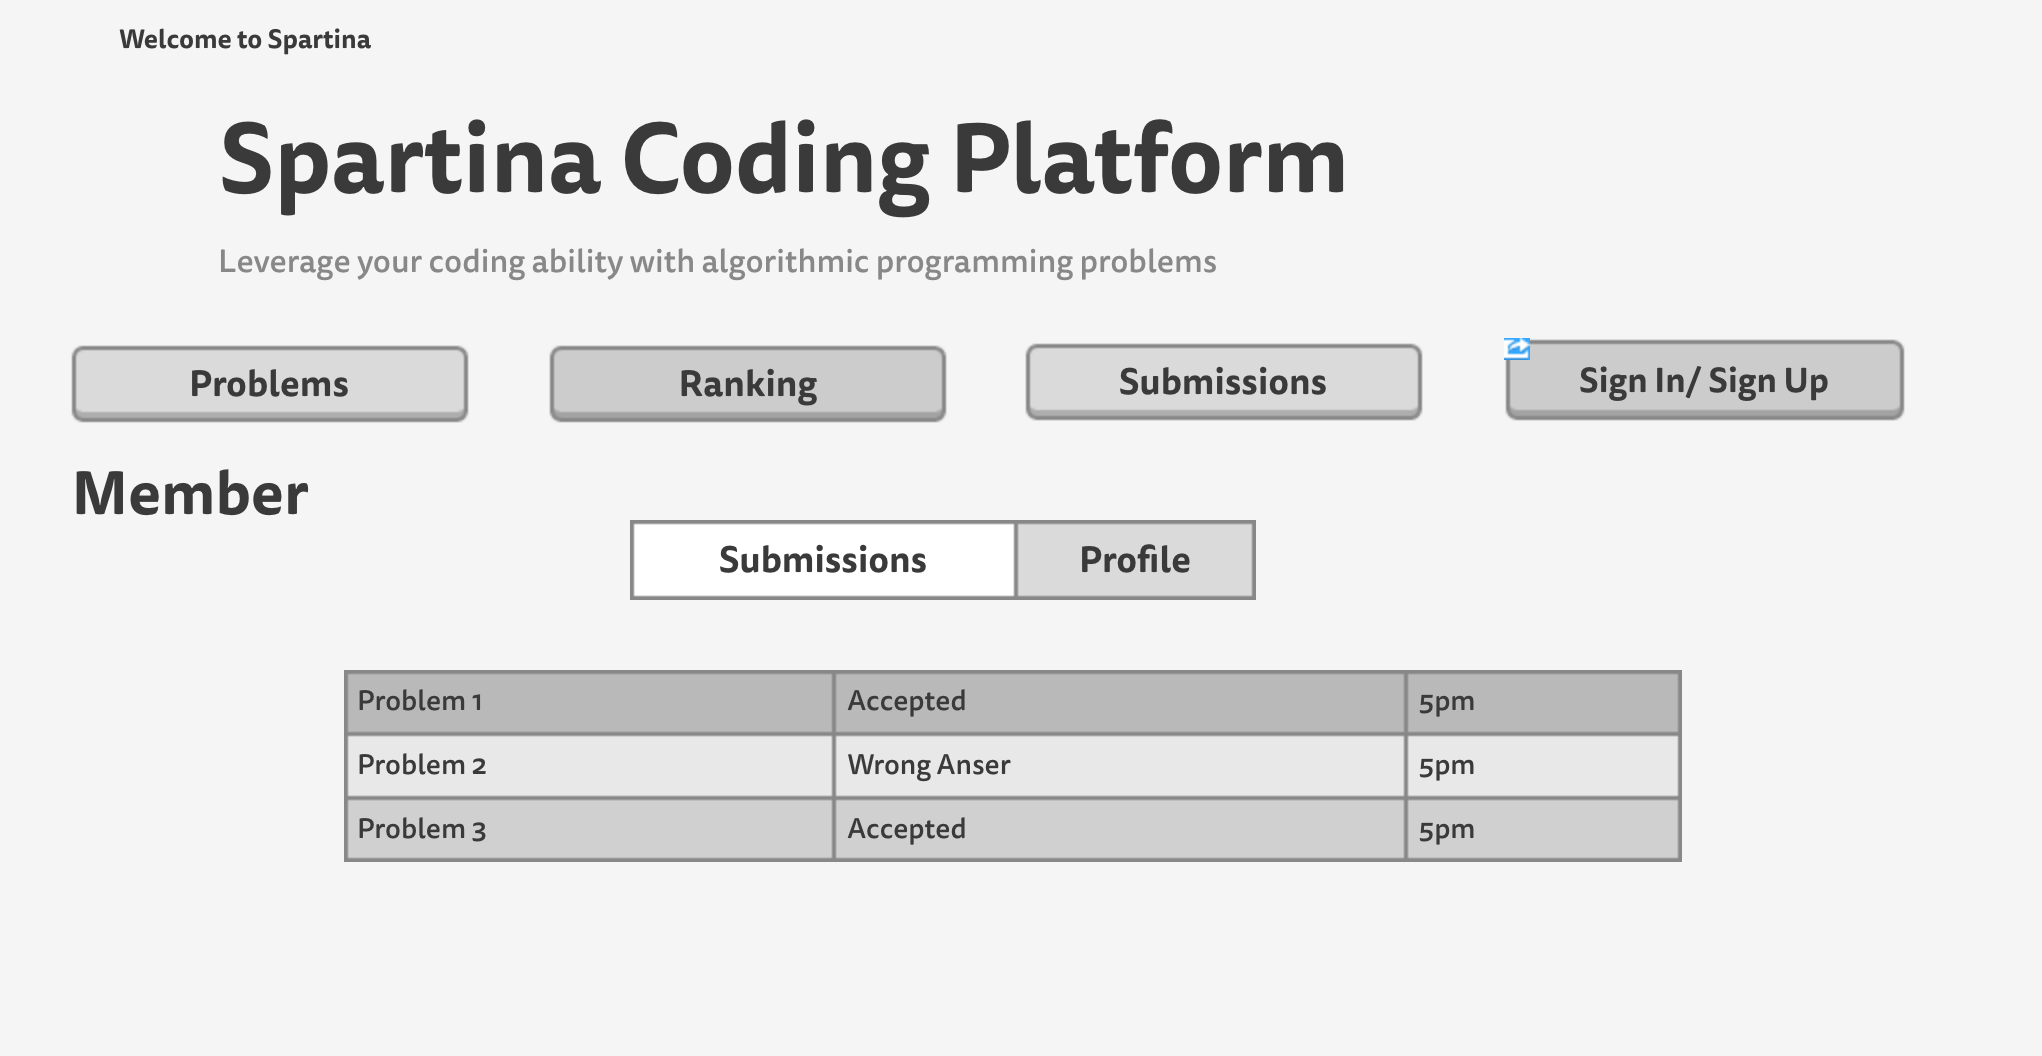 Welcome to Spartina
Spartina Coding Platform
Leverage your coding ability with algorithmic programming problems
Problems Ranking Submissions Sign In/ Sign Up
Member
Submissions Profile
Problem 1 Accepted 5pm
Problem 2 Wrong Anser 5pm
Problem 3 Accepted 5pm